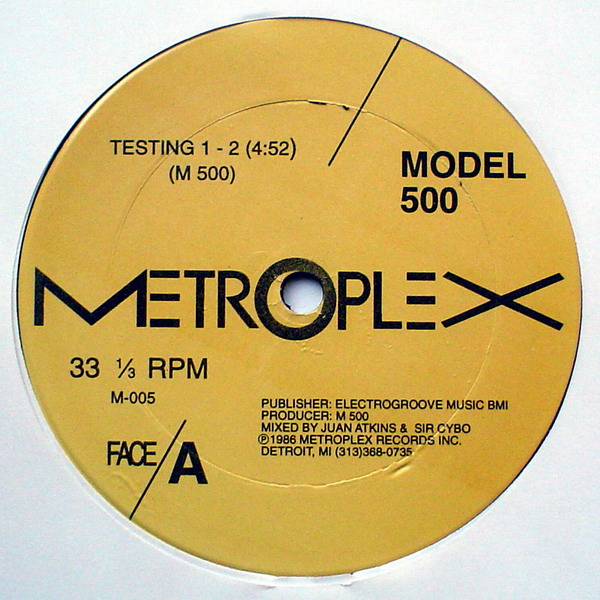 TESTING 1 - 2 (4:52)
(M 500)
MODEL
500
METROPLEX
33 ⅓ RPM
M-005
FACE / A
PUBLISHER: ELECTROGROOVE MUSIC BMI
PRODUCER: M 500
MIXED BY JUAN ATKINS & SIR CYBO
℗1986 METROPLEX RECORDS INC.
DETROIT, MI (313)368-0735